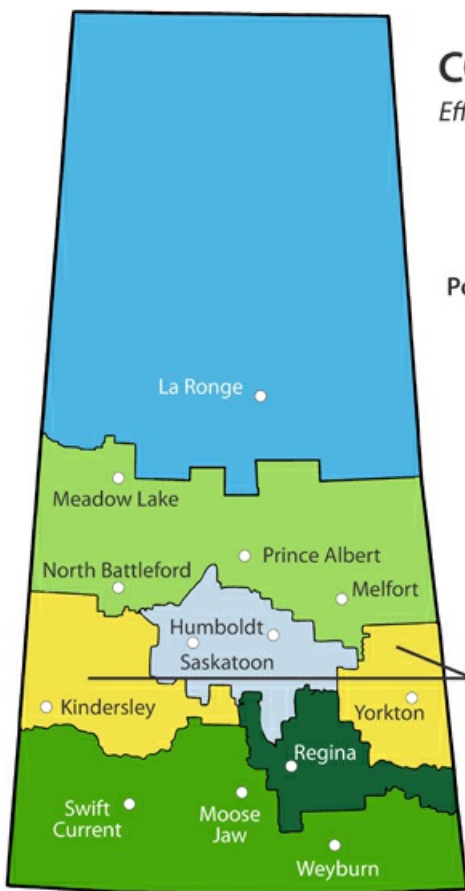 CO
Eff
Po
La Ronge
Meadow Lake
Prince Albert
North Battleford
Melfort
Humboldt
Saskatoon
Kindersley
Yorkton
Regina
Swift
Current
Moose
Jaw
Weyburn